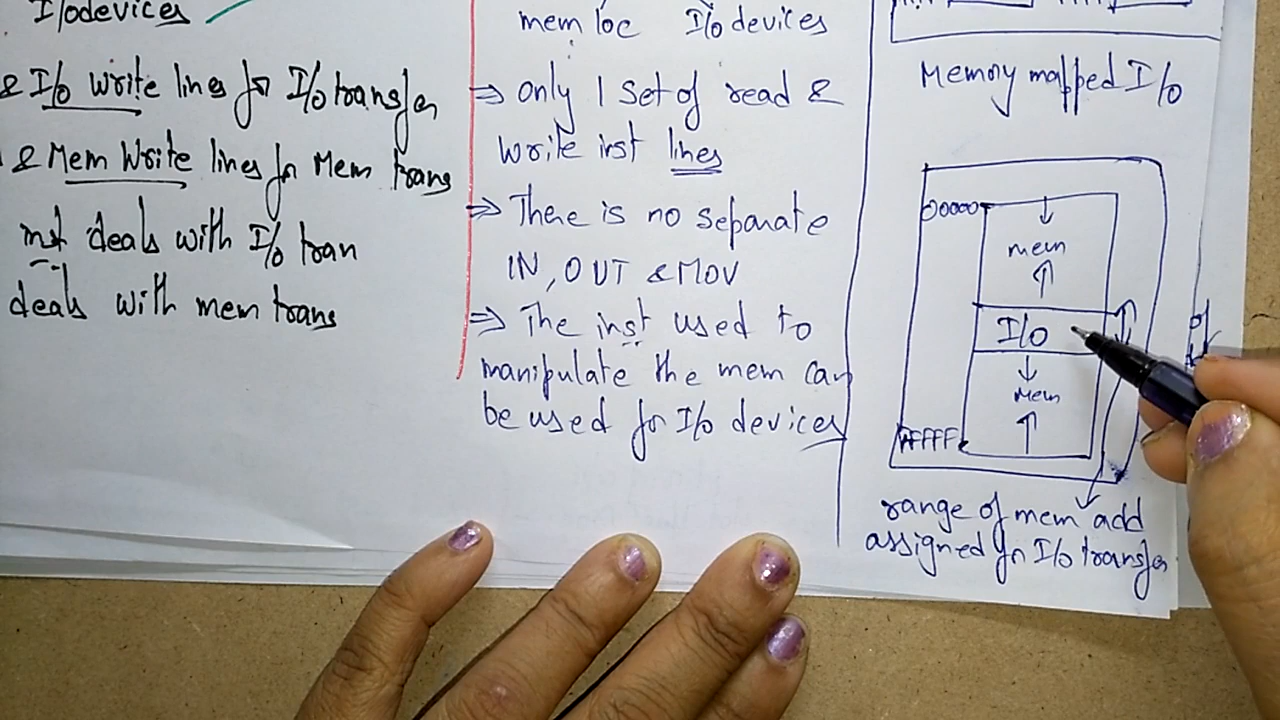 I/o devices
& I/o write lines for I/o transfer
& Mem Write lines for Mem trans
inst deals with I/o tran
deals with mem trans
mem loc I/o devices
⇒ only 1 set of read &
write inst lines
⇒ There is no separate
IN, OUT & MOV
⇒ The inst used to
manipulate the mem can
be used for I/o devices
Memory mapped I/o
00000
mem
I/o
Mem
FFFFF
range of mem add
assigned for I/o transfer